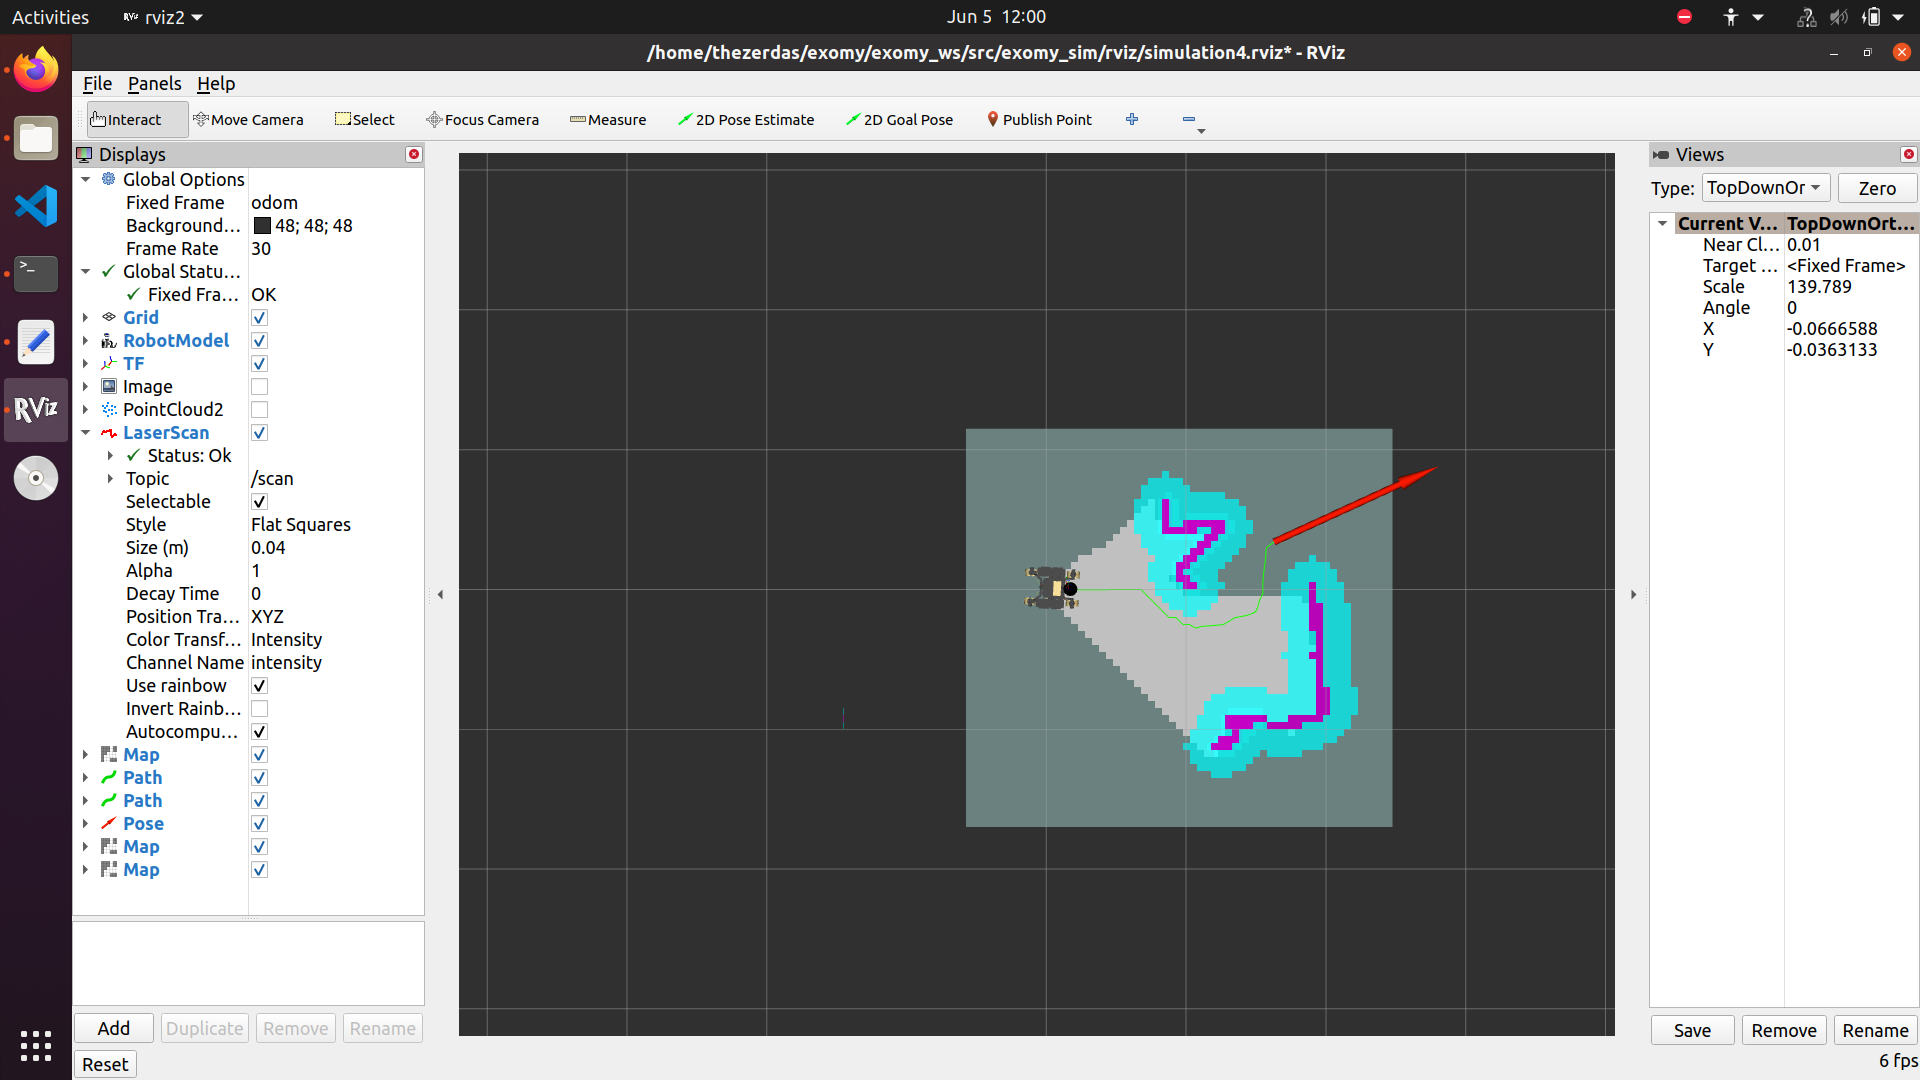 Activities
RViz rviz2
Jun 5 12:00
/home/thezerdas/exomy/exomy_ws/src/exomy_sim/rviz/simulation4.rviz* - RViz
File Panels Help
Interact Move Camera Select Focus Camera Measure 2D Pose Estimate 2D Goal Pose Publish Point
Displays
Global Options
Fixed Frame odom
Background... 48; 48; 48
Frame Rate 30
Global Statu...
Fixed Fra... OK
Grid
RobotModel
TF
Image
PointCloud2
LaserScan
Status: Ok
Topic /scan
Selectable
Style Flat Squares
Size (m) 0.04
Alpha 1
Decay Time 0
Position Tra... XYZ
Color Transf... Intensity
Channel Name intensity
Use rainbow
Invert Rainb...
Autocompu...
Map
Path
Path
Pose
Map
Map
Add Duplicate Remove Rename
Reset
Views
Type: TopDownOr Zero
Current V... TopDownOrt...
Near Cl... 0.01
Target ... <Fixed Frame>
Scale 139.789
Angle 0
X -0.0666588
Y -0.0363133
Save Remove Rename
6 fps
>_
RViz